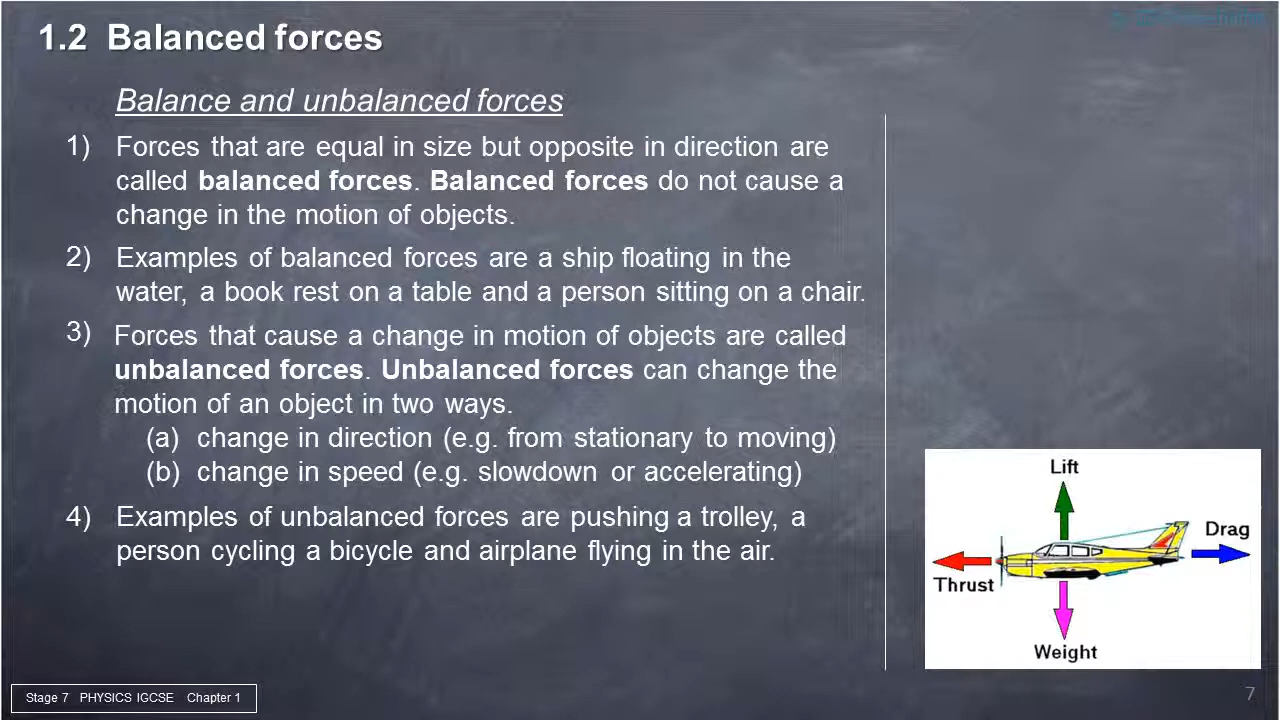 1.2 Balanced forces
Balance and unbalanced forces
1) Forces that are equal in size but opposite in direction are
called balanced forces. Balanced forces do not cause a
change in the motion of objects.
2) Examples of balanced forces are a ship floating in the
water, a book rest on a table and a person sitting on a chair.
3) Forces that cause a change in motion of objects are called
unbalanced forces. Unbalanced forces can change the
motion of an object in two ways.
(a) change in direction (e.g. from stationary to moving)
(b) change in speed (e.g. slowdown or accelerating)
4) Examples of unbalanced forces are pushing a trolley, a
person cycling a bicycle and airplane flying in the air.
Lift
Drag
Thrust
Weight
Stage 7 PHYSICS IGCSE Chapter 1
7